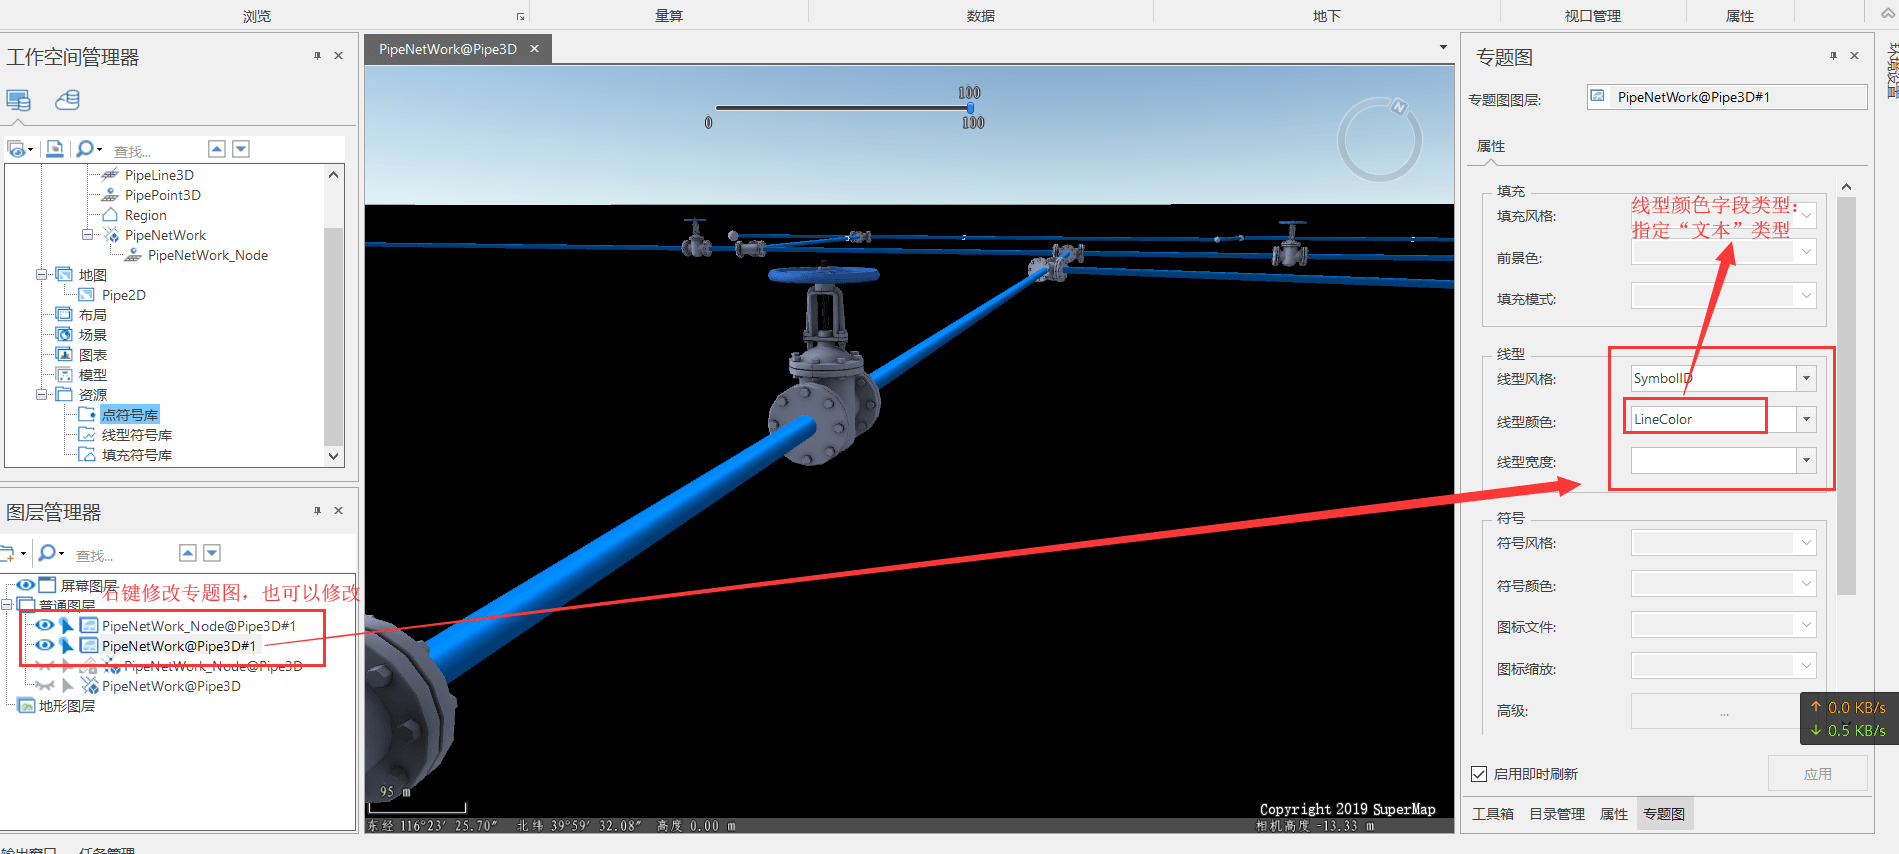 浏览
量算
数据
地下
视口管理
属性
工作空间管理器
查找...
PipeLine3D
PipePoint3D
Region
PipeNetWork
PipeNetWork_Node
地图
Pipe2D
布局
场景
图表
模型
资源
点符号库
线型符号库
填充符号库
图层管理器
查找...
屏幕图层
右键修改专题图，也可以修改
普通图层
PipeNetWork_Node@Pipe3D#1
PipeNetWork@Pipe3D#1
PipeNetWork_Node@Pipe3D
PipeNetWork@Pipe3D
地形图层
PipeNetWork@Pipe3D
100
0
100
N
95 m
Copyright 2019 SuperMap
东经 116°23′ 25.70″ 北纬 39°59′ 32.08″ 高度 0.00 m
相机高度 -13.33 m
专题图
专题图图层:
PipeNetWork@Pipe3D#1
属性
填充
填充风格:
线型颜色字段类型：
指定“文本”类型
前景色:
填充模式:
线型
线型风格:
SymbolID
线型颜色:
LineColor
线型宽度:
符号
符号风格:
符号颜色:
图标文件:
图标缩放:
高级:
...
0.0 KB/s
0.5 KB/s
启用即时刷新
应用
工具箱
目录管理
属性
专题图